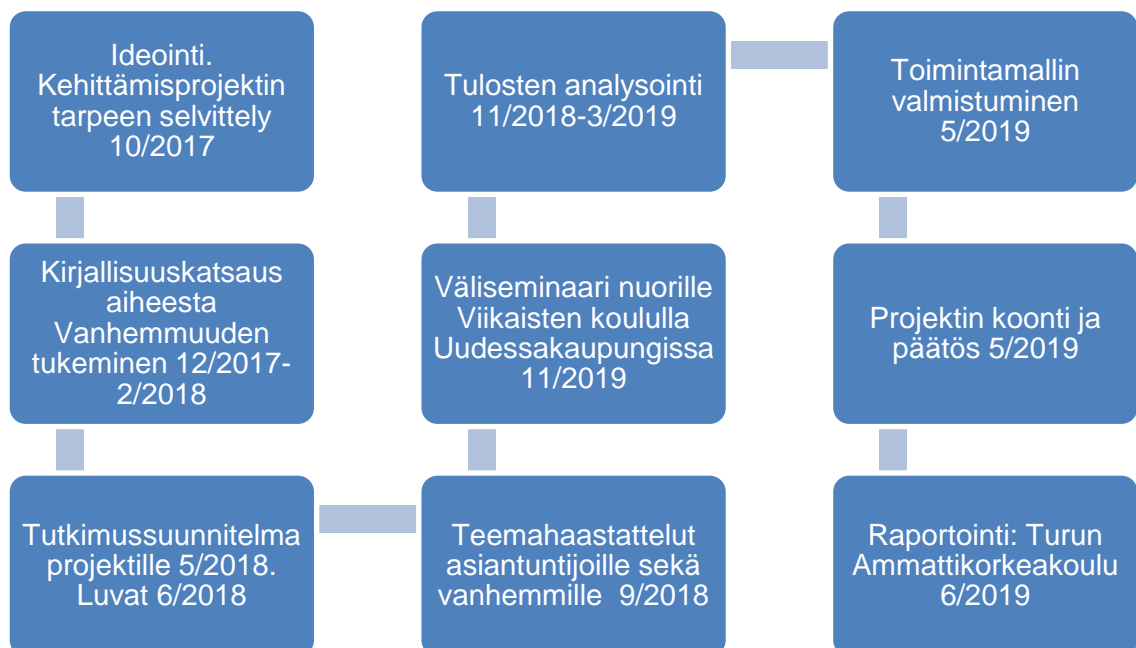 Ideointi.
Kehittämisprojektin
tarpeen selvittely
10/2017
Kirjallisuuskatsaus
aiheesta
Vanhemmuuden
tukeminen 12/2017-
2/2018
Tutkimussuunnitelma
projektille 5/2018.
Luvat 6/2018
Teemahaastattelut
asiantuntijoille sekä
vanhemmille 9/2018
Väliseminaari nuorille
Viikaisten koululla
Uudessakaupungissa
11/2019
Tulosten analysointi
11/2018-3/2019
Toimintamallin
valmistuminen
5/2019
Projektin koonti ja
päätös 5/2019
Raportointi: Turun
Ammattikorkeakoulu
6/2019